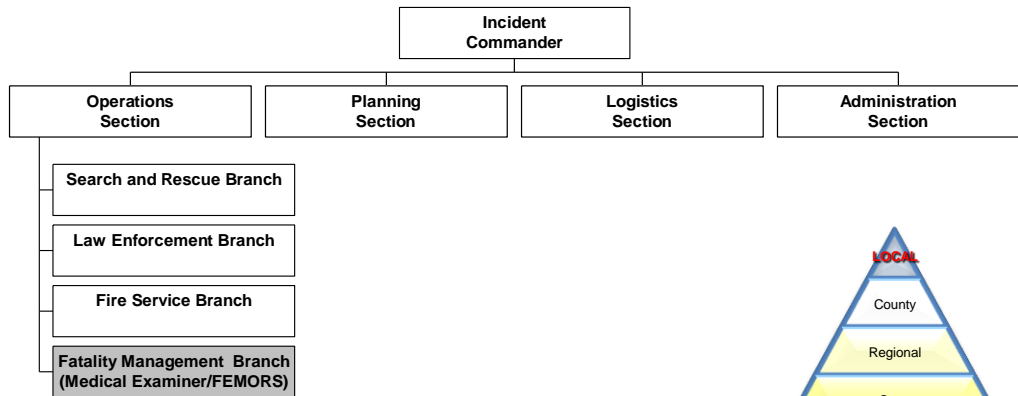 Incident
Commander
Operations
Section
Planning
Section
Logistics
Section
Administration
Section
Search and Rescue Branch
Law Enforcement Branch
Fire Service Branch
Fatality Management Branch
(Medical Examiner/FEMORS)
LOCAL
County
Regional